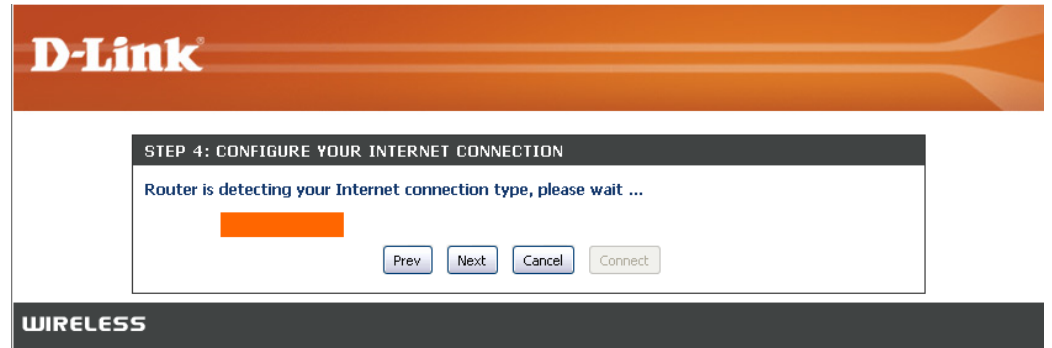 D-Link®
STEP 4: CONFIGURE YOUR INTERNET CONNECTION
Router is detecting your Internet connection type, please wait ...
Prev Next Cancel Connect
WIRELESS